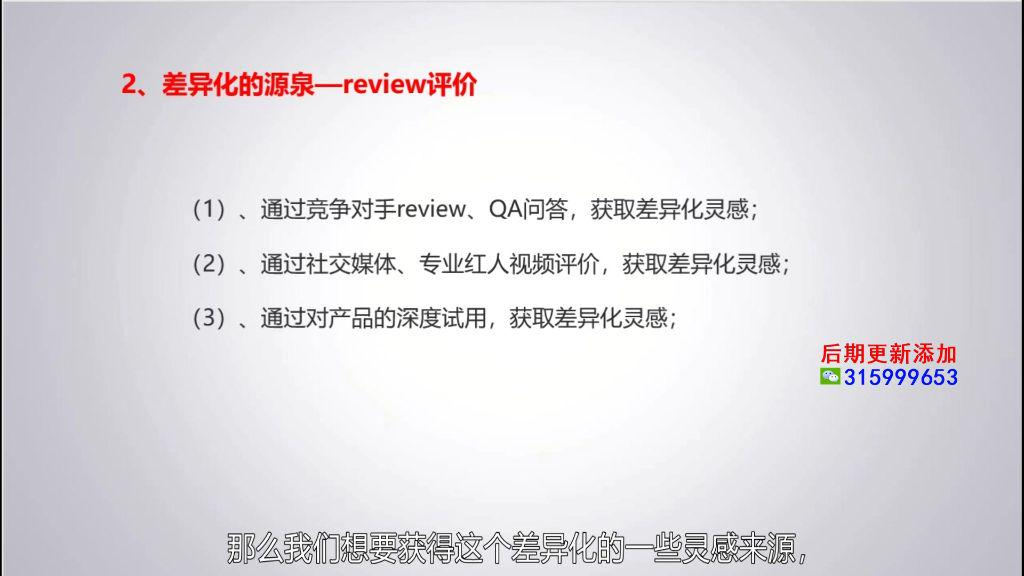 2、差异化的源泉—review评价
（1）、通过竞争对手review、QA问答，获取差异化灵感；
（2）、通过社交媒体、专业红人视频评价，获取差异化灵感；
（3）、通过对产品的深度试用，获取差异化灵感；
后期更新添加
315999653
那么我们想要获得这个差异化的一些灵感来源，